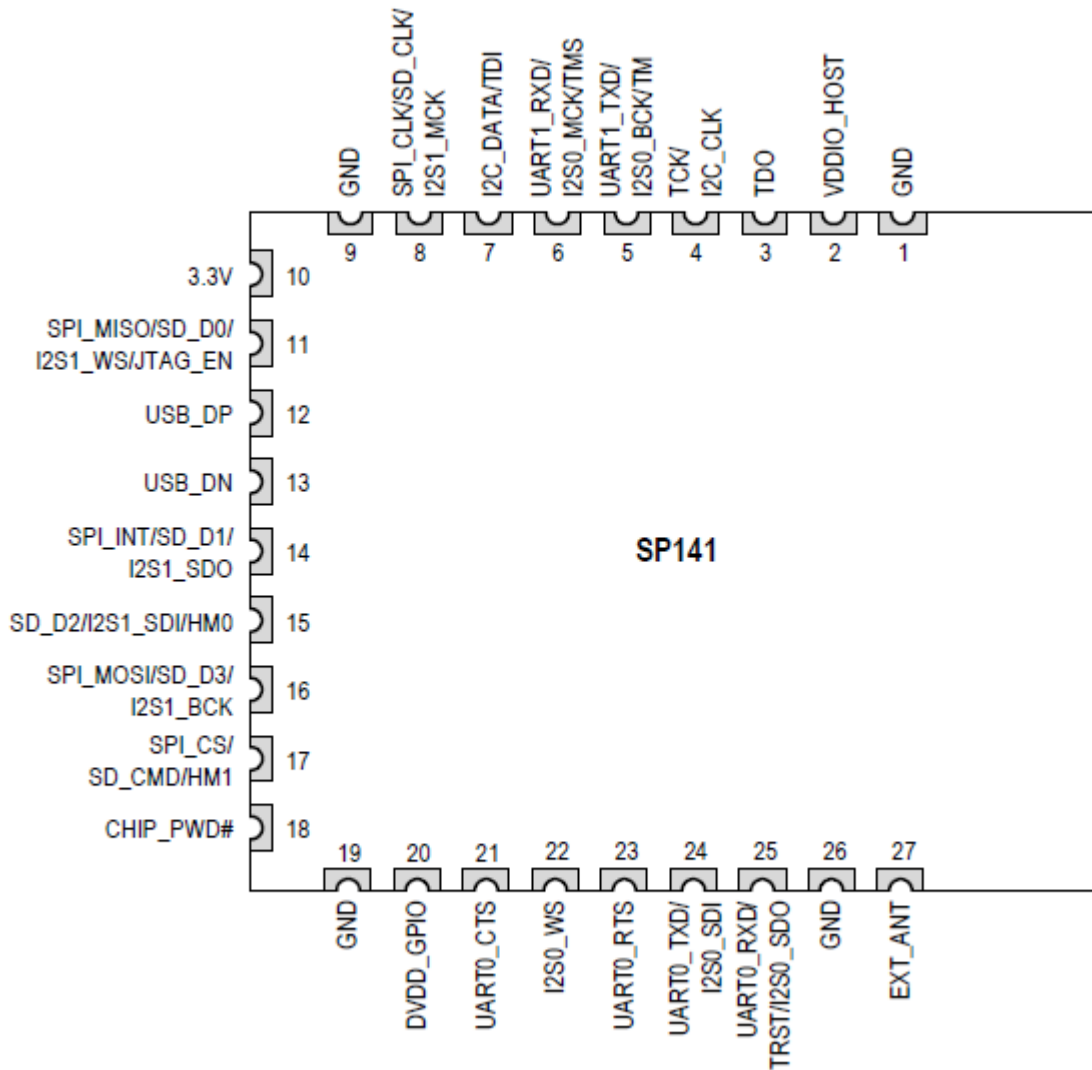 GND
SPI_CLK/SD_CLK/
I2S1_MCK
I2C_DATA/TDI
UART1_RXD/
I2S0_MCK/TMS
UART1_TXD/
I2S0_BCK/TM
TCK/
I2C_CLK
TDO
VDDIO_HOST
GND
9
8
7
6
5
4
3
2
1
3.3V
10
SPI_MISO/SD_D0/
I2S1_WS/JTAG_EN
11
USB_DP
12
USB_DN
13
SPI_INT/SD_D1/
I2S1_SDO
14
SP141
SD_D2/I2S1_SDI/HM0
15
SPI_MOSI/SD_D3/
I2S1_BCK
16
SPI_CS/
SD_CMD/HM1
17
CHIP_PWD#
18
19
20
21
22
23
24
25
26
27
GND
DVDD_GPIO
UART0_CTS
I2S0_WS
UART0_RTS
UART0_TXD/
I2S0_SDI
UART0_RXD/
TRST/I2S0_SDO
GND
EXT_ANT